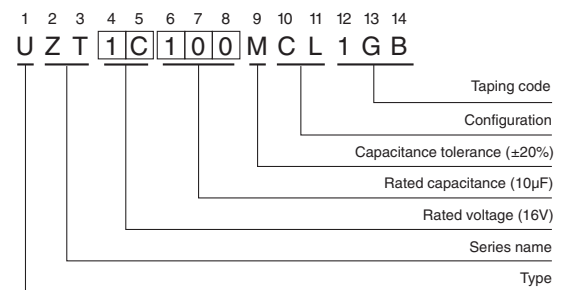 1 2 3 4 5 6 7 8 9 10 11 12 13 14
U Z T 1 C 1 0 0 M C L 1 G B
Taping code
Configuration
Capacitance tolerance (±20%)
Rated capacitance (10µF)
Rated voltage (16V)
Series name
Type